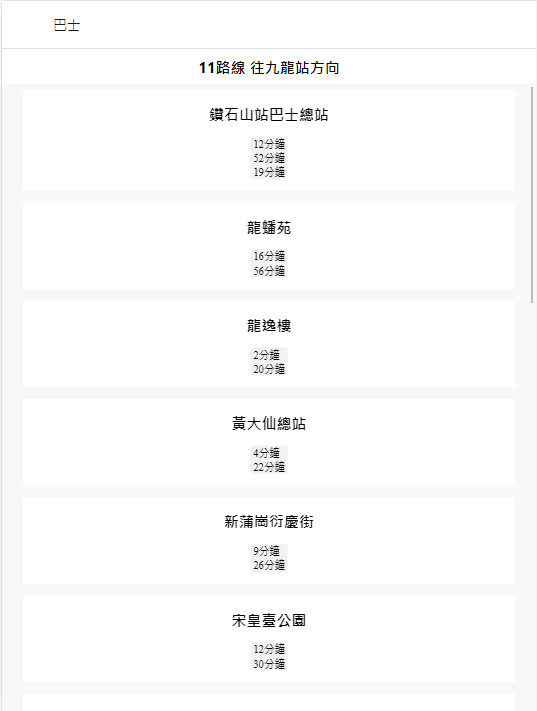 巴士
11路線 往九龍站方向
鑽石山站巴士總站
12分鐘
52分鐘
19分鐘
龍蟠苑
16分鐘
56分鐘
龍逸樓
2分鐘
20分鐘
黃大仙總站
4分鐘
22分鐘
新蒲崗衍慶街
9分鐘
26分鐘
宋皇臺公園
12分鐘
30分鐘